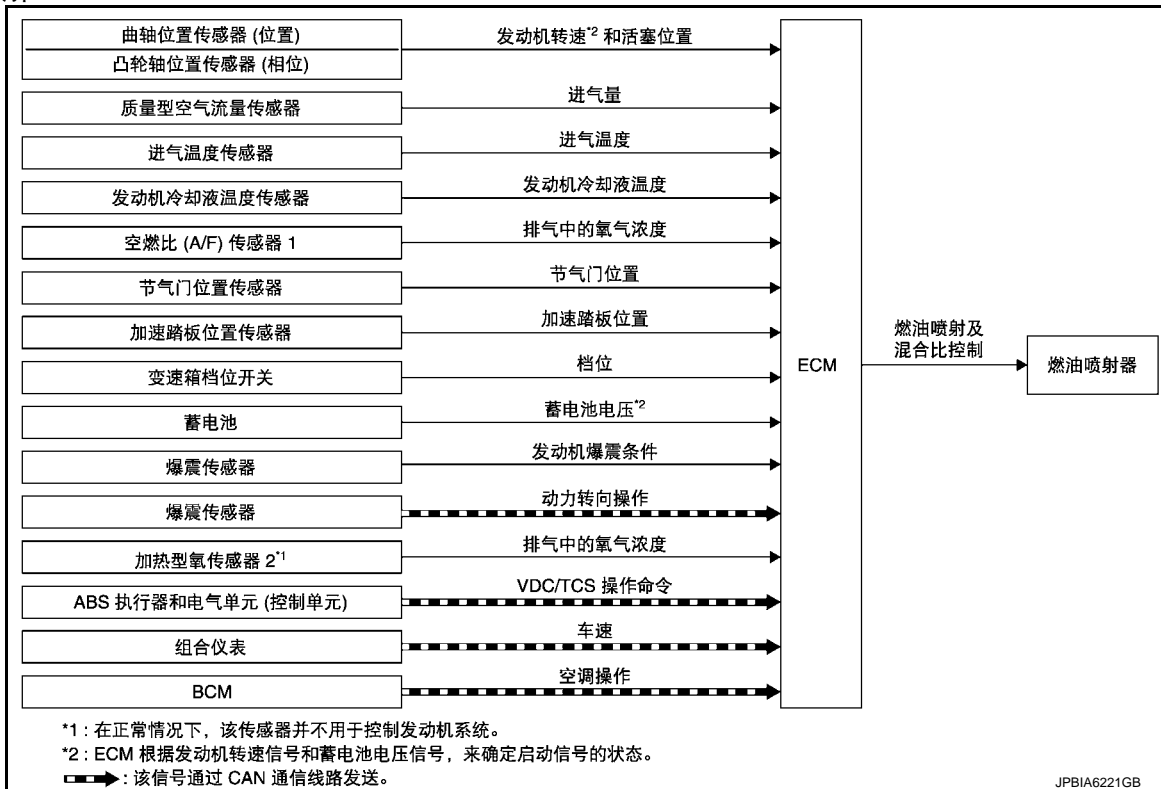 曲轴位置传感器 (位置)
凸轮轴位置传感器 (相位)
发动机转速*2 和活塞位置
质量型空气流量传感器
进气量
进气温度传感器
进气温度
发动机冷却液温度传感器
发动机冷却液温度
空燃比 (A/F) 传感器 1
排气中的氧气浓度
节气门位置传感器
节气门位置
加速踏板位置传感器
加速踏板位置
变速箱档位开关
档位
蓄电池
蓄电池电压*2
爆震传感器
发动机爆震条件
爆震传感器
动力转向操作
加热型氧传感器 2*1
排气中的氧气浓度
ABS 执行器和电气单元 (控制单元)
VDC/TCS 操作命令
组合仪表
车速
BCM
空调操作
ECM
燃油喷射及
混合比控制
燃油喷射器
*1 : 在正常情况下，该传感器并不用于控制发动机系统。
*2 : ECM 根据发动机转速信号和蓄电池电压信号，来确定启动信号的状态。
: 该信号通过 CAN 通信线路发送。
JPBIA6221GB